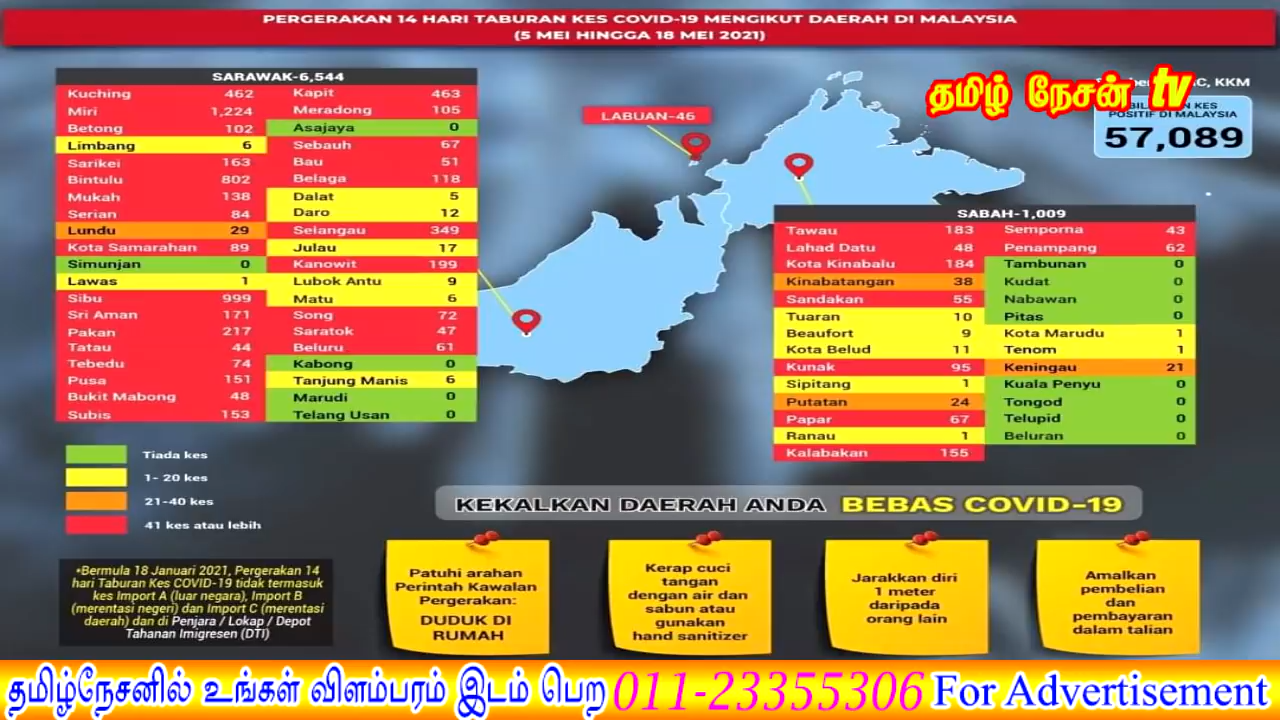 PERGERAKAN 14 HARI TABURAN KES COVID-19 MENGIKUT DAERAH DI MALAYSIA
(5 MEI HINGGA 18 MEI 2021)
தமிழ் நேசன் tv
KKM
POSITIF DI MALAYSIA
57,089
LABUAN-46
SARAWAK-6,544
Kuching 462 Kapit 463
Miri 1,224 Meradong 105
Betong 102 Asajaya 0
Limbang 6 Sebauh 67
Sarikei 163 Bau 51
Bintulu 802 Belaga 118
Mukah 138 Dalat 5
Serian 84 Daro 12
Lundu 29 Selangau 349
Kota Samarahan 89 Julau 17
Simunjan 0 Kanowit 199
Lawas 1 Lubok Antu 9
Sibu 999 Matu 6
Sri Aman 171 Song 72
Pakan 217 Saratok 47
Tatau 44 Beluru 61
Tebedu 74 Kabong 0
Pusa 151 Tanjung Manis 6
Bukit Mabong 48 Marudi 0
Subis 153 Telang Usan 0
SABAH-1,009
Tawau 183 Semporna 43
Lahad Datu 48 Penampang 62
Kota Kinabalu 184 Tambunan 0
Kinabatangan 38 Kudat 0
Sandakan 55 Nabawan 0
Tuaran 10 Pitas 0
Beaufort 9 Kota Marudu 1
Kota Belud 11 Tenom 1
Kunak 95 Keningau 21
Sipitang 1 Kuala Penyu 0
Putatan 24 Tongod 0
Papar 67 Telupid 0
Ranau 1 Beluran 0
Kalabakan 155
Tiada kes
1- 20 kes
21-40 kes
41 kes atau lebih
KEKALKAN DAERAH ANDA BEBAS COVID-19
*Bermula 18 Januari 2021, Pergerakan 14
hari Taburan Kes COVID-19 tidak termasuk
kes Import A (luar negara), Import B
(merentasi negeri) dan Import C (merentasi
daerah) dan di Penjara / Lokap / Depot
Tahanan Imigresen (DTI)
Patuhi arahan
Perintah Kawalan
Pergerakan:
DUDUK DI
RUMAH
Kerap cuci
tangan
dengan air dan
sabun atau
gunakan
hand sanitizer
Jarakkan diri
1 meter
daripada
orang lain
Amalkan
pembelian
dan
pembayaran
dalam talian
தமிழ்நேசனில் உங்கள் விளம்பரம் இடம் பெற 011-23355306 For Advertisement